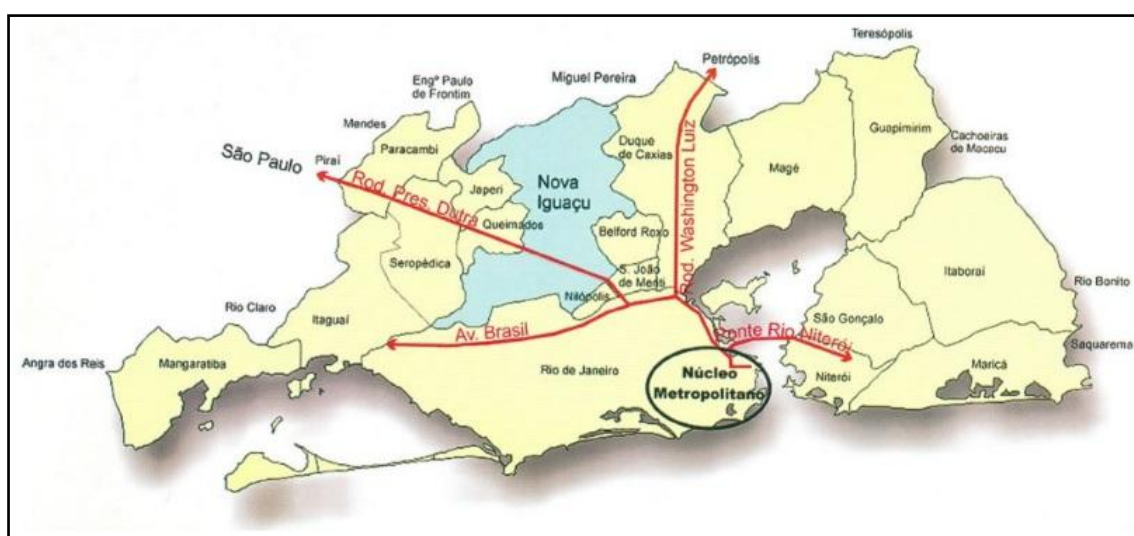 Teresópolis
Petrópolis
Miguel Pereira
Engº Paulo
de Frontim
Mendes
São Paulo
Piraí
Paracambi
Rod. Pres. Dutra
Japeri
Queimados
Nova
Iguaçu
Duque
de Caxias
Rod. Washington Luiz
Magé
Guapimirim
Cachoeiras
de Macacu
Belford Roxo
S. João
de Meriti
Nilópolis
Seropédica
Itaboraí
Rio Bonito
Rio Claro
Itaguaí
Av. Brasil
São Gonçalo
Ponte Rio Niterói
Saquarema
Angra dos Reis
Mangaratiba
Rio de Janeiro
Núcleo
Metropolitano
Niterói
Maricá